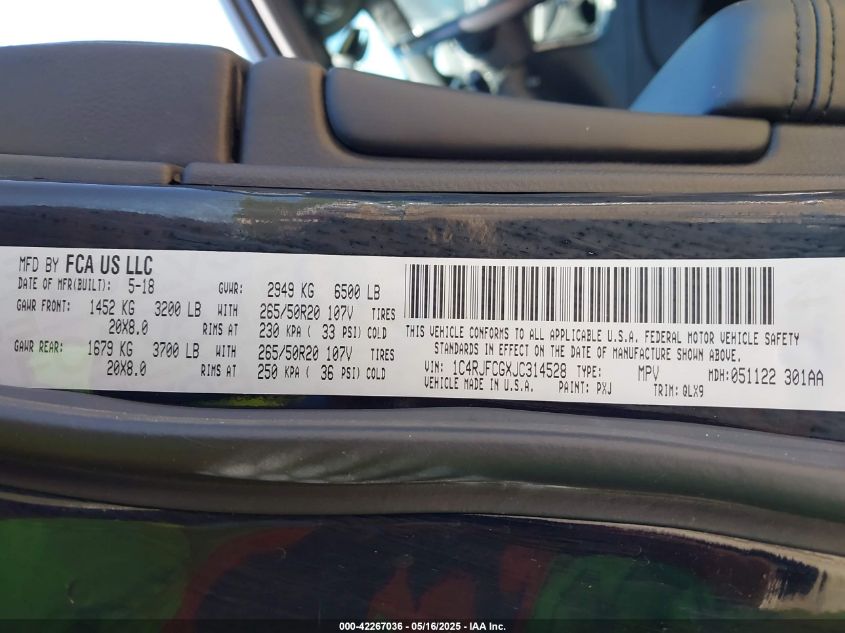 MFD BY FCA US LLC
DATE OF MFR(BUILT): 5-18 GVWR: 2949 KG 6500 LB
GAWR FRONT: 1452 KG 3200 LB WITH 265/50R20 107V TIRES
20X8.0 RIMS AT 230 KPA ( 33 PSI) COLD
GAWR REAR: 1679 KG 3700 LB WITH 265/50R20 107V TIRES
20X8.0 RIMS AT 250 KPA ( 36 PSI) COLD
THIS VEHICLE CONFORMS TO ALL APPLICABLE U.S.A. FEDERAL MOTOR VEHICLE SAFETY
STANDARDS IN EFFECT ON THE DATE OF MANUFACTURE SHOWN ABOVE.
VIN: 1C4RJFCGXJC314528 TYPE: MPV MDH: 051122 301AA
VEHICLE MADE IN U.S.A. PAINT: PXJ TRIM: QLX9
000-42267036 - 05/16/2025 - IAA Inc.